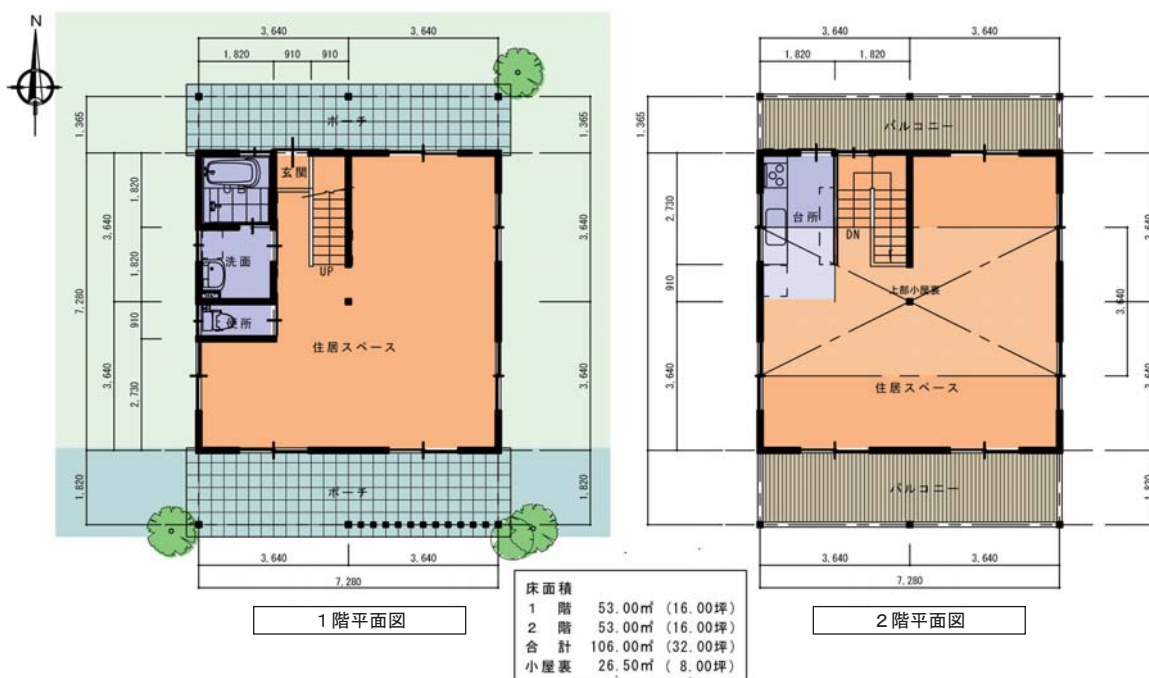 N
3,640 3,640
1,820 910 910
ポーチ
1,365
玄関
1,820
3,640
3,640
洗面
UP
1,820
7,280
便所
910
住居スペース
3,640
3,640
2,730
ポーチ
1,820
1,820
3,640 3,640
7,280
1階平面図
3,640 3,640
1,820 1,820
バルコニー
1,365
台所
2,730
DN
3,640
上部小屋裏
910
3,640
住居スペース
3,640
3,640
バルコニー
1,820
3,640 3,640
7,280
2階平面図
床面積
1 階 53.00㎡ (16.00坪)
2 階 53.00㎡ (16.00坪)
合 計 106.00㎡ (32.00坪)
小屋裏 26.50㎡ ( 8.00坪)